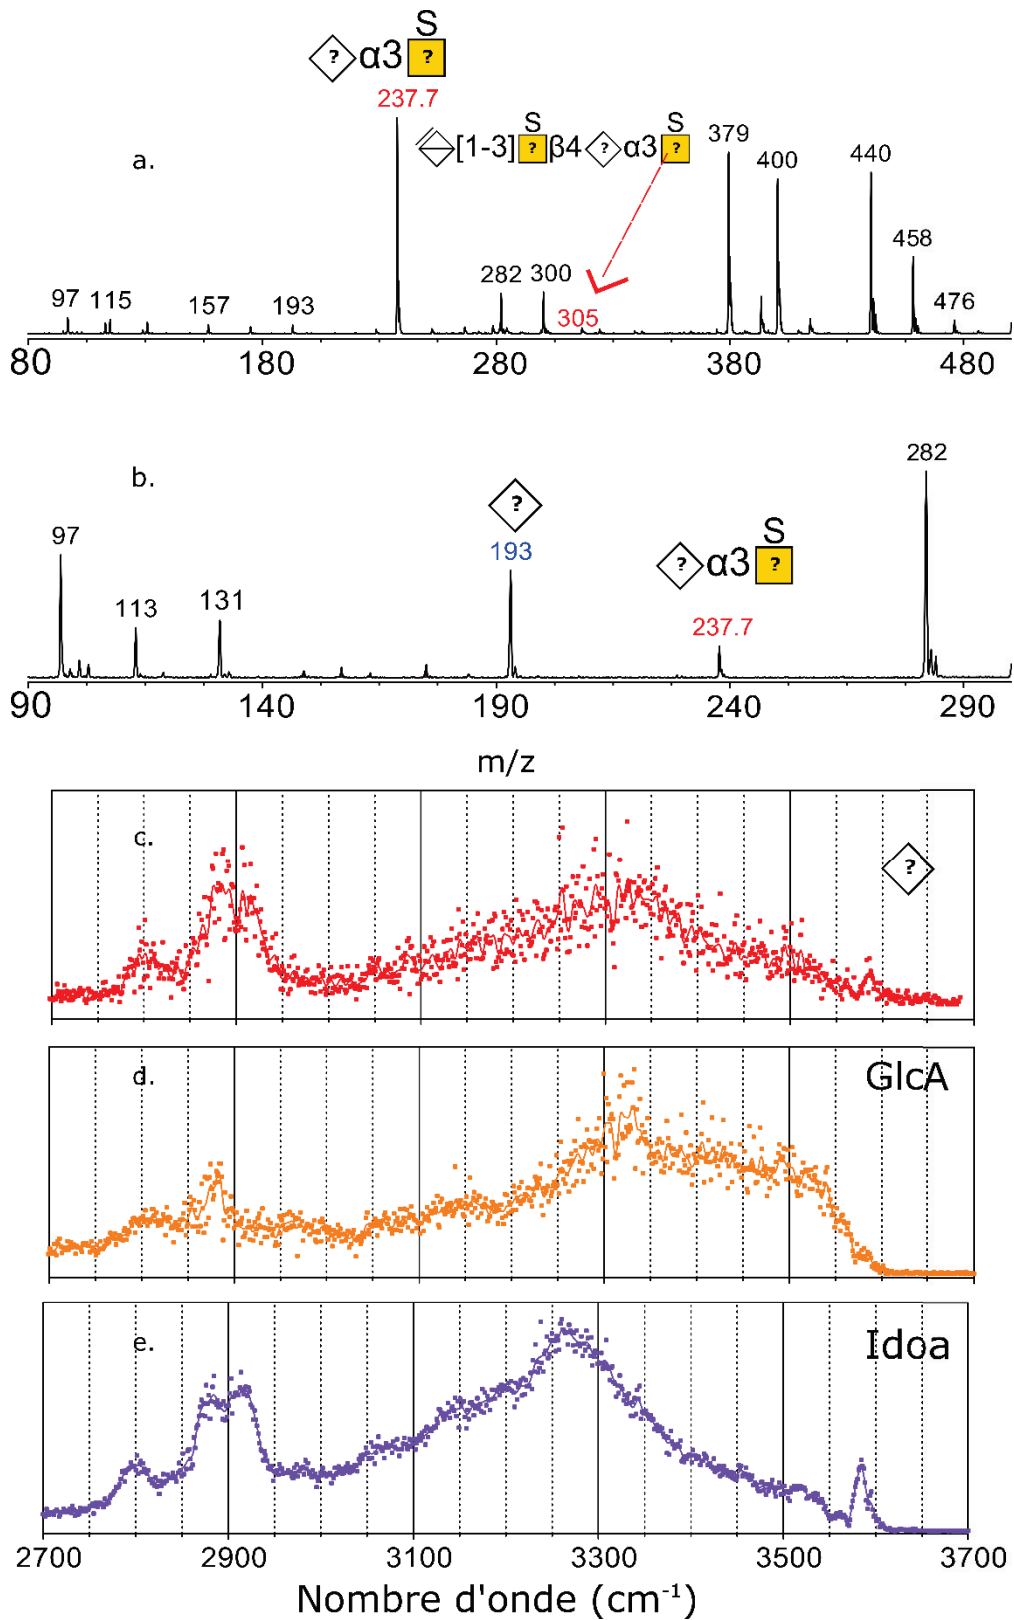 S
? α3 ?
237.7
S S
[1-3] ? β4 ? α3 ?
a.
379
400
440
458
476
97
115
157
193
282
300
305
80 180 280 380 480
b.
282
97
113
131
?
193
S
? α3 ?
237.7
90 140 190 240 290
m/z
c.
?
d.
GlcA
e.
Idoa
2700 2900 3100 3300 3500 3700
Nombre d'onde (cm⁻¹)